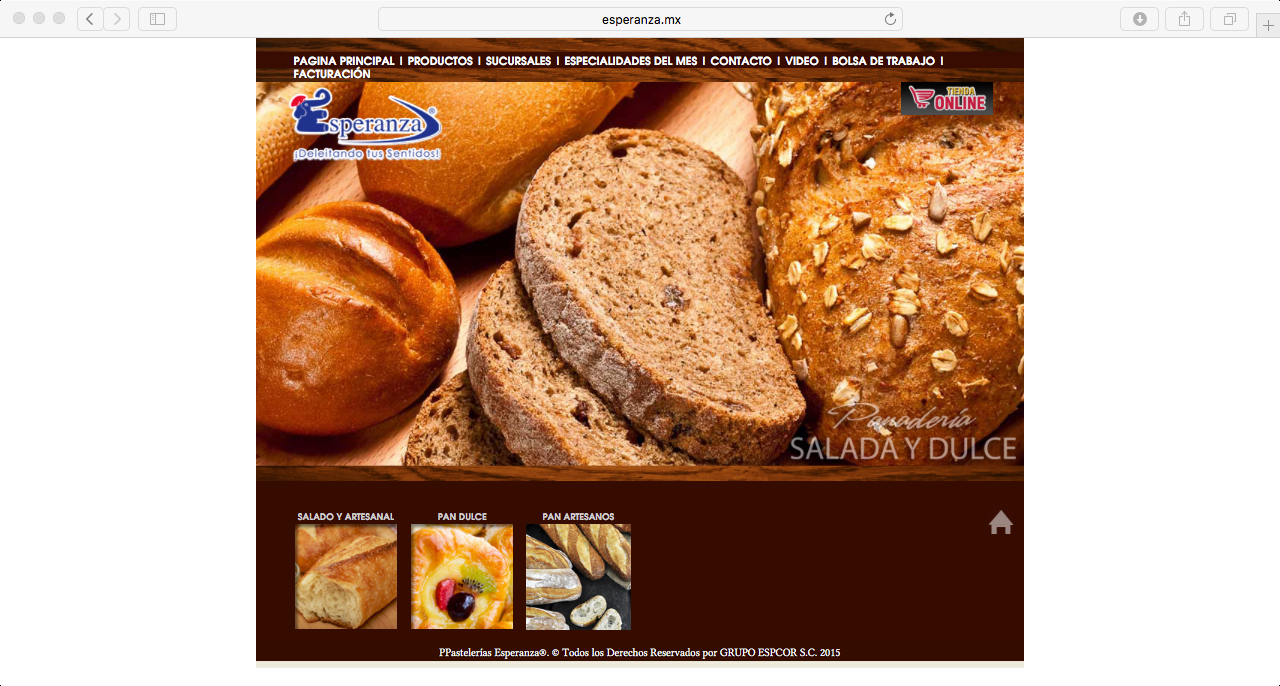 esperanza.mx
PAGINA PRINCIPAL | PRODUCTOS | SUCURSALES | ESPECIALIDADES DEL MES | CONTACTO | VIDEO | BOLSA DE TRABAJO |
FACTURACIÓN
Esperanza®
¡Deleitando tus Sentidos!
TIENDA
ONLINE
Panadería
SALADA Y DULCE
SALADO Y ARTESANAL
PAN DULCE
PAN ARTESANOS
PPastelerías Esperanza®. © Todos los Derechos Reservados por GRUPO ESPCOR S.C. 2015